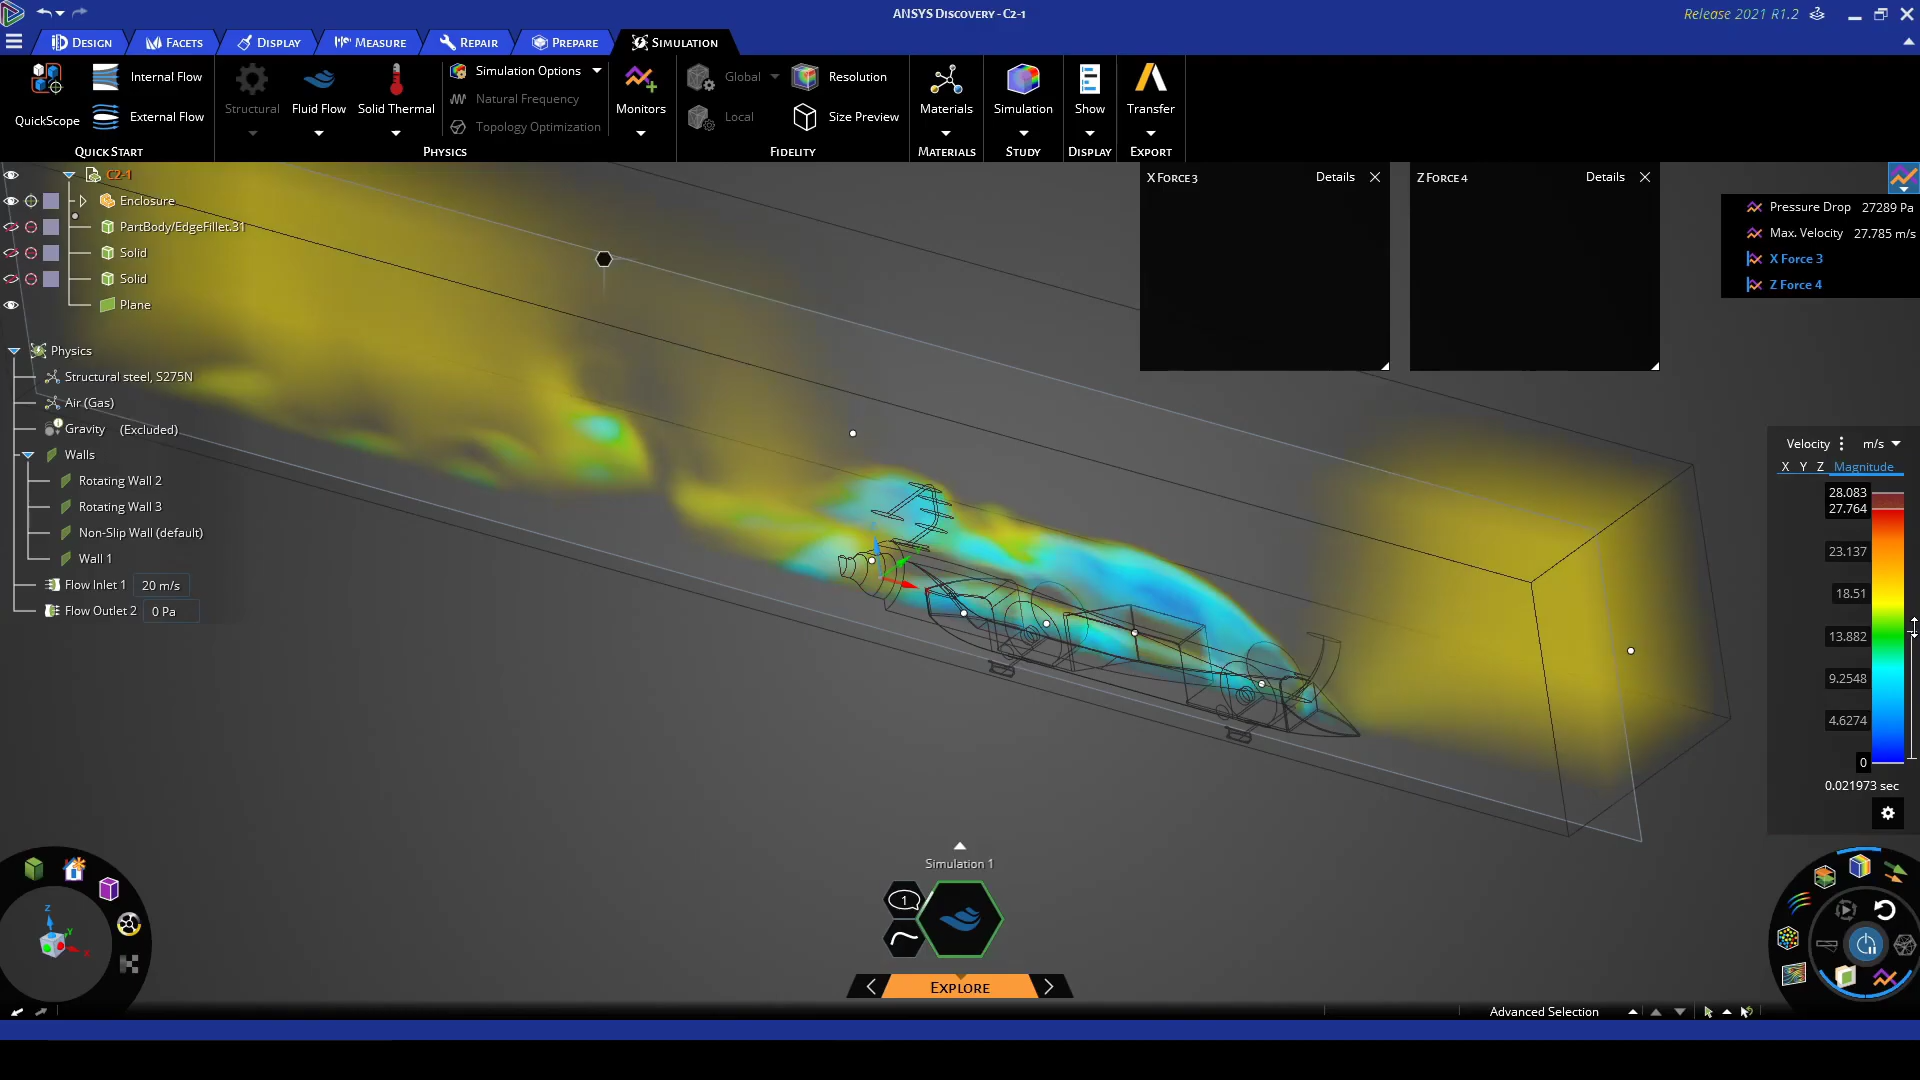 ANSYS DISCOVERY - C2-1
Release 2021 R1.2
DESIGN
FACETS
DISPLAY
MEASURE
REPAIR
PREPARE
SIMULATION
QuickScope
Internal Flow
External Flow
QUICK START
Structural
Fluid Flow
Solid Thermal
Simulation Options
Natural Frequency
Topology Optimization
PHYSICS
Monitors
Global
Local
Resolution
Size Preview
FIDELITY
Materials
MATERIALS
Simulation
STUDY
Show
DISPLAY
Transfer
EXPORT
C2-1
Enclosure
PartBody/EdgeFillet.31
Solid
Solid
Plane
Physics
Structural steel, S275N
Air (Gas)
Gravity (Excluded)
Walls
Rotating Wall 2
Rotating Wall 3
Non-Slip Wall (default)
Wall 1
Flow Inlet 1 20 m/s
Flow Outlet 2 0 Pa
X FORCE 3 Details
Z FORCE 4 Details
Pressure Drop 27289 Pa
Max. Velocity 27.785 m/s
X Force 3
Z Force 4
Velocity m/s
X Y Z Magnitude
28.083
27.764
23.137
18.51
13.882
9.2548
4.6274
0
0.021973 sec
Simulation 1
1
EXPLORE
Z
Y
X
Advanced Selection